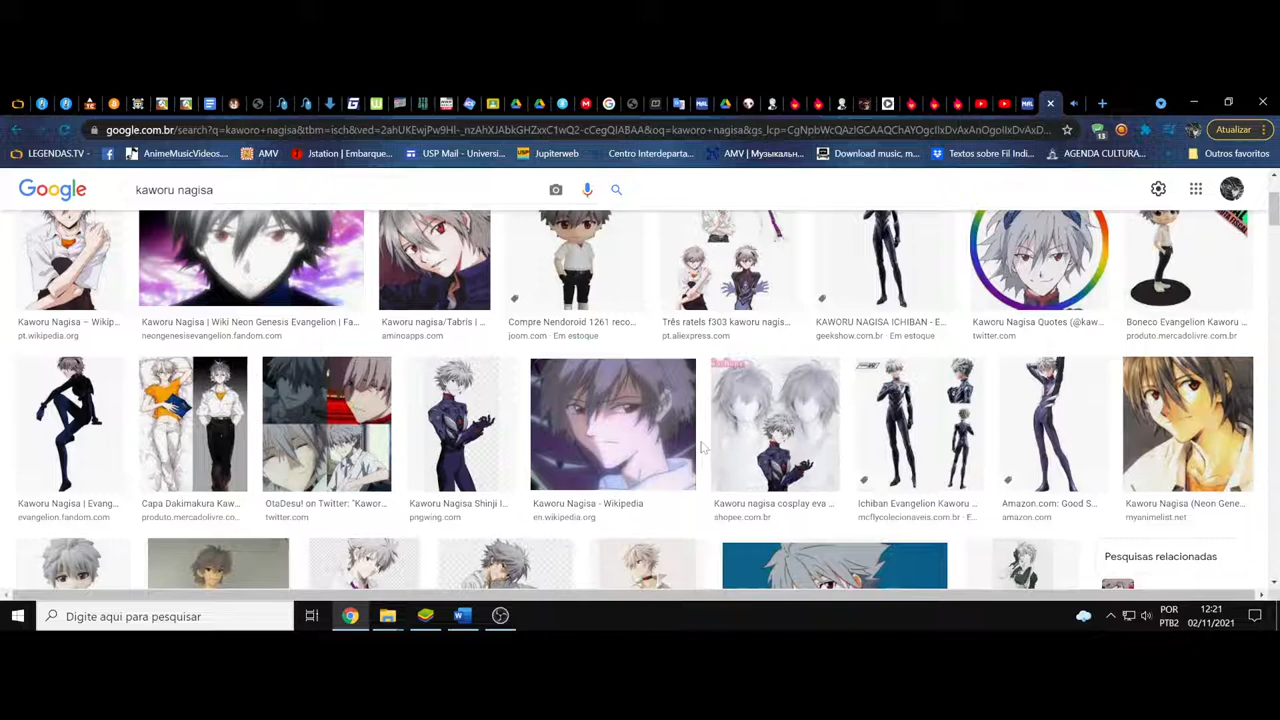 google.com.br/search?q=kaworo+nagisa&tbm=isch&ved=2ahUKEwjPw9Hl-_nzAhXJAbkGHZxxC1wQ2-cCegQIABAA&oq=kaworo+nagisa&gs_lcp=CgNpbWcQAzIGCAAQChAYOgcIIxDvAxAnOgoIIxDvAx...
Atualizar
LEGENDAS.TV - AnimeMusicVideos.... AMV Jstation | Embarque... USP Mail - Universi... Jupiterweb Centro Interdeparta... AMV | Музыкальн... Download music, m... Textos sobre Fil Indi... AGENDA CULTURA... Outros favoritos
Google kaworu nagisa
Kaworu Nagisa – Wikip... Kaworu Nagisa | Wiki Neon Genesis Evangelion | Fa... Kaworu nagisa/Tabris | ... Compre Nendoroid 1261 reco... Três ratels f303 kaworu nagis... KAWORU NAGISA ICHIBAN - E... Kaworu Nagisa Quotes (@kaw... Boneco Evangelion Kaworu ...
pt.wikipedia.org neongenesisevangelion.fandom.com aminoapps.com joom.com · Em estoque pt.aliexpress.com geekshow.com.br · Em estoque twitter.com produto.mercadolivre.com.br
Kaworu Nagisa | Evang... Capa Dakimakura Kaw... OtaDesu! on Twitter: "Kawor... Kaworu Nagisa Shinji I... Kaworu Nagisa - Wikipedia Kaworu nagisa cosplay eva ... Ichiban Evangelion Kaworu ... Amazon.com: Good S... Kaworu Nagisa (Neon Gene...
evangelion.fandom.com produto.mercadolivre.co... twitter.com pngwing.com en.wikipedia.org shopee.com.br mcflycolecionaveis.com.br · E... amazon.com myanimelist.net
Pesquisas relacionadas
Digite aqui para pesquisar
POR
PTB2
12:21
02/11/2021